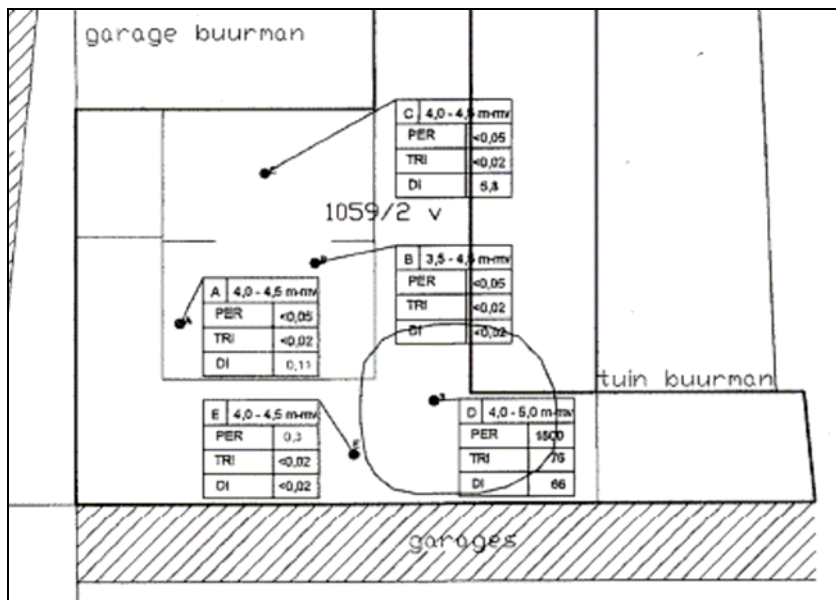 garage buurman
C 4,0 - 4,5 m-mv
PER <0,05
TRI <0,02
DI 5,8
1059/2 v
B 3,5 - 4,5 m-mv
PER <0,05
TRI <0,02
DI <0,02
A 4,0 - 4,5 m-mv
PER <0,05
TRI <0,02
DI 0,11
tuin buurman
E 4,0 - 4,5 m-mv
PER 0,3
TRI <0,02
DI <0,02
D 4,0 - 5,0 m-mv
PER 1500
TRI 76
DI 66
garages